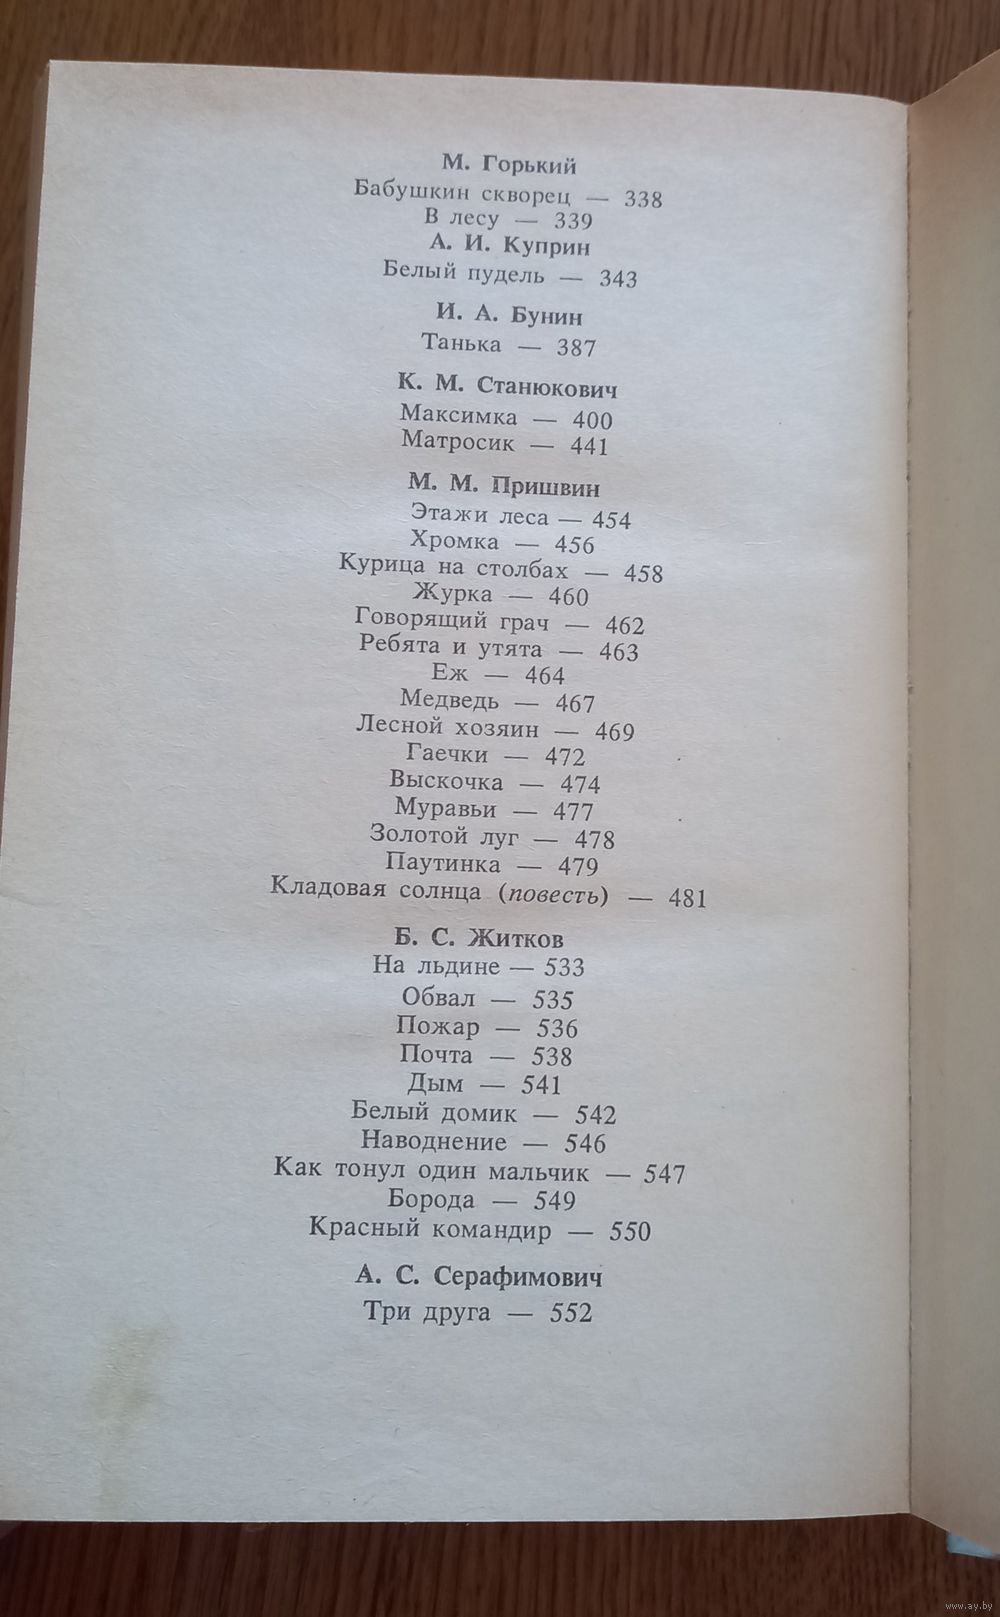 М. Горький
Бабушкин скворец — 338
В лесу — 339
А. И. Куприн
Белый пудель — 343
И. А. Бунин
Танька — 387
К. М. Станюкович
Максимка — 400
Матросик — 441
М. М. Пришвин
Этажи леса — 454
Хромка — 456
Курица на столбах — 458
Журка — 460
Говорящий грач — 462
Ребята и утята — 463
Еж — 464
Медведь — 467
Лесной хозяин — 469
Гаечки — 472
Выскочка — 474
Муравьи — 477
Золотой луг — 478
Паутинка — 479
Кладовая солнца (повесть) — 481
Б. С. Житков
На льдине — 533
Обвал — 535
Пожар — 536
Почта — 538
Дым — 541
Белый домик — 542
Наводнение — 546
Как тонул один мальчик — 547
Борода — 549
Красный командир — 550
А. С. Серафимович
Три друга — 552
www.ay.by